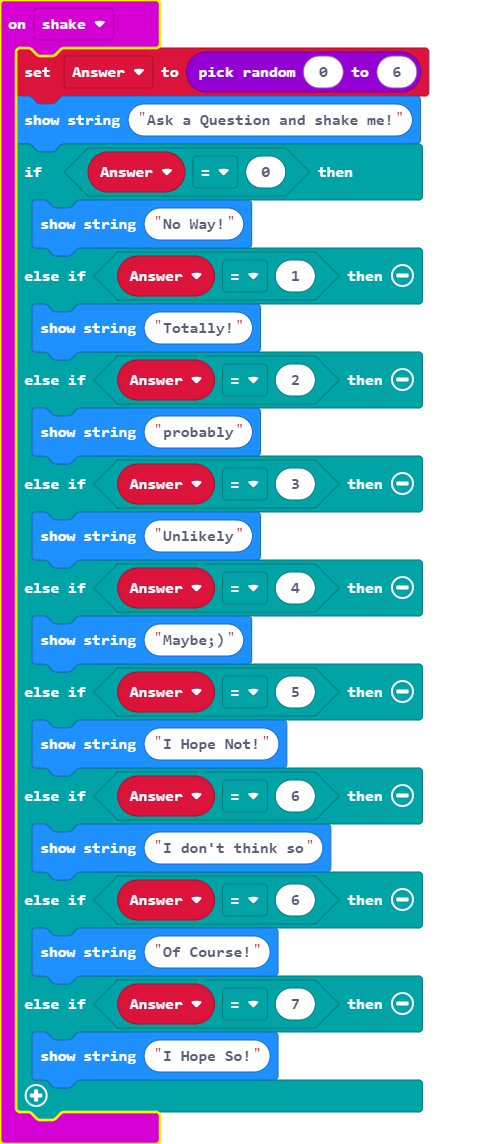 on shake
set Answer to pick random 0 to 6
show string "Ask a Question and shake me!"
if Answer = 0 then
show string "No Way!"
else if Answer = 1 then
show string "Totally!"
else if Answer = 2 then
show string "probably"
else if Answer = 3 then
show string "Unlikely"
else if Answer = 4 then
show string "Maybe;)"
else if Answer = 5 then
show string "I Hope Not!"
else if Answer = 6 then
show string "I don't think so"
else if Answer = 6 then
show string "Of Course!"
else if Answer = 7 then
show string "I Hope So!"